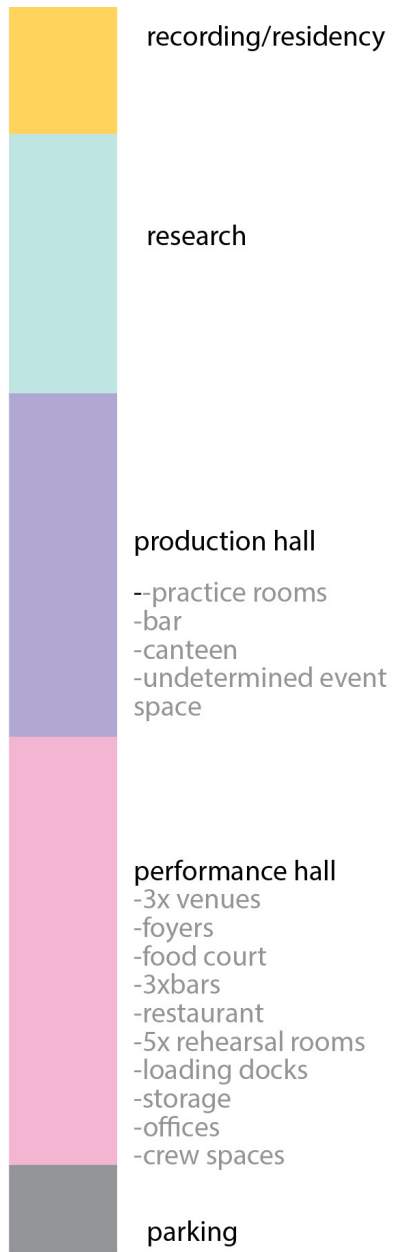 recording/residency
research
production hall
--practice rooms
-bar
-canteen
-undetermined event
space
performance hall
-3x venues
-foyers
-food court
-3xbars
-restaurant
-5x rehearsal rooms
-loading docks
-storage
-offices
-crew spaces
parking